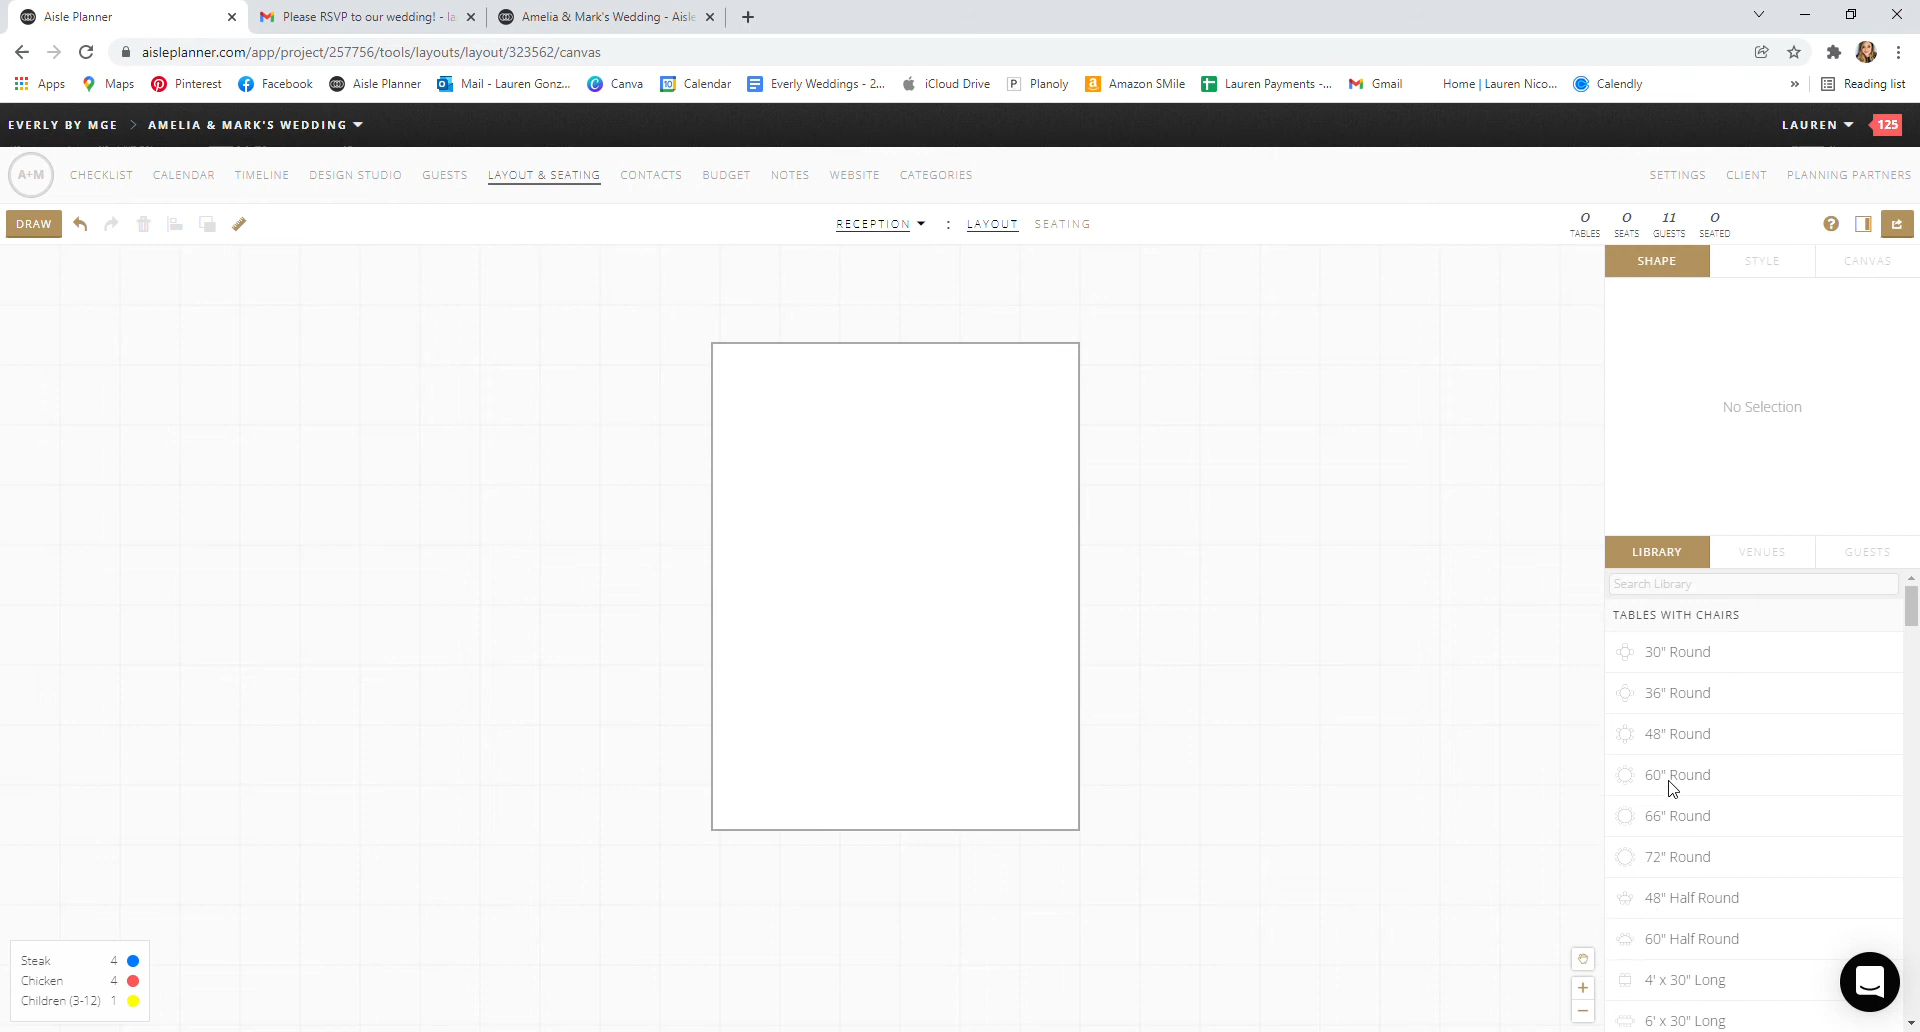 Aisle Planner
Please RSVP to our wedding! - la
Amelia & Mark's Wedding - Aisle
aisleplanner.com/app/project/257756/tools/layouts/layout/323562/canvas
Apps Maps Pinterest Facebook Aisle Planner Mail - Lauren Gonz... Canva Calendar Everly Weddings - 2... iCloud Drive Planoly Amazon SMile Lauren Payments -... Gmail Home | Lauren Nico... Calendly » Reading list
EVERLY BY MGE > AMELIA & MARK'S WEDDING LAUREN 125
A+M CHECKLIST CALENDAR TIMELINE DESIGN STUDIO GUESTS LAYOUT & SEATING CONTACTS BUDGET NOTES WEBSITE CATEGORIES SETTINGS CLIENT PLANNING PARTNERS
DRAW RECEPTION : LAYOUT SEATING
0 0 11 0
TABLES SEATS GUESTS SEATED
SHAPE STYLE CANVAS
No Selection
LIBRARY VENUES GUESTS
Search Library
TABLES WITH CHAIRS
30" Round
36" Round
48" Round
60" Round
66" Round
72" Round
48" Half Round
60" Half Round
4' x 30" Long
6' x 30" Long
Steak 4
Chicken 4
Children (3-12) 1